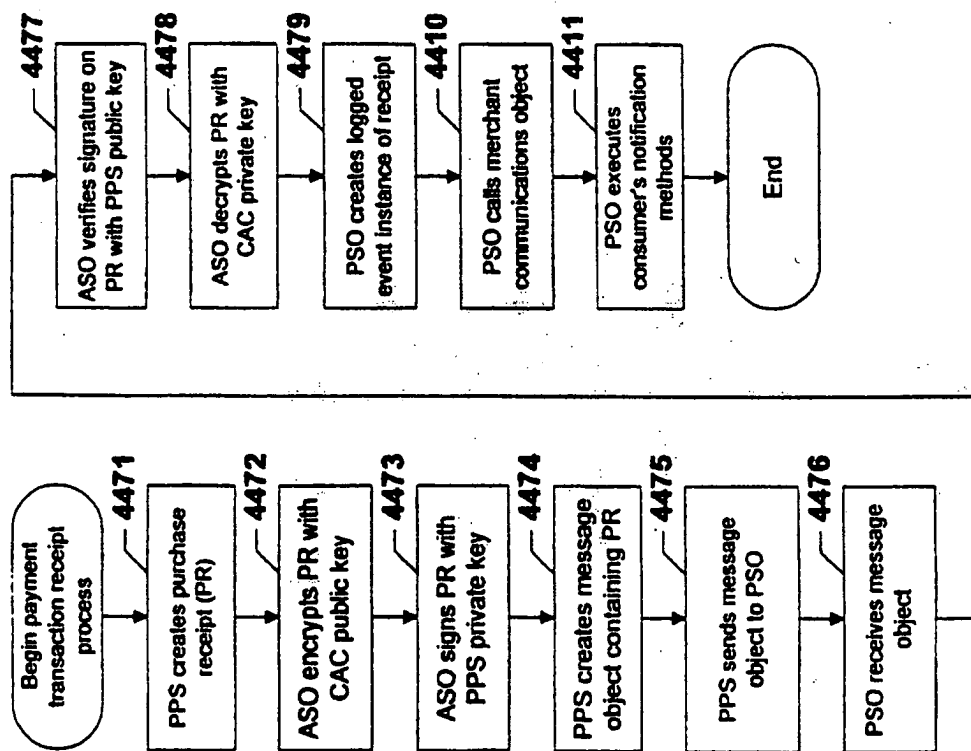 Begin payment
transaction receipt
process
4471
PPS creates purchase
receipt (PR)
4472
ASO encrypts PR with
CAC public key
4473
ASO signs PR with
PPS private key
4474
PPS creates message
object containing PR
4475
PPS sends message
object to PSO
4476
PSO receives message
object
4477
ASO verifies signature on
PR with PPS public key
4478
ASO decrypts PR with
CAC private key
4479
PSO creates logged
event instance of receipt
4410
PSO calls merchant
communications object
4411
PSO executes
consumer's notification
methods
End